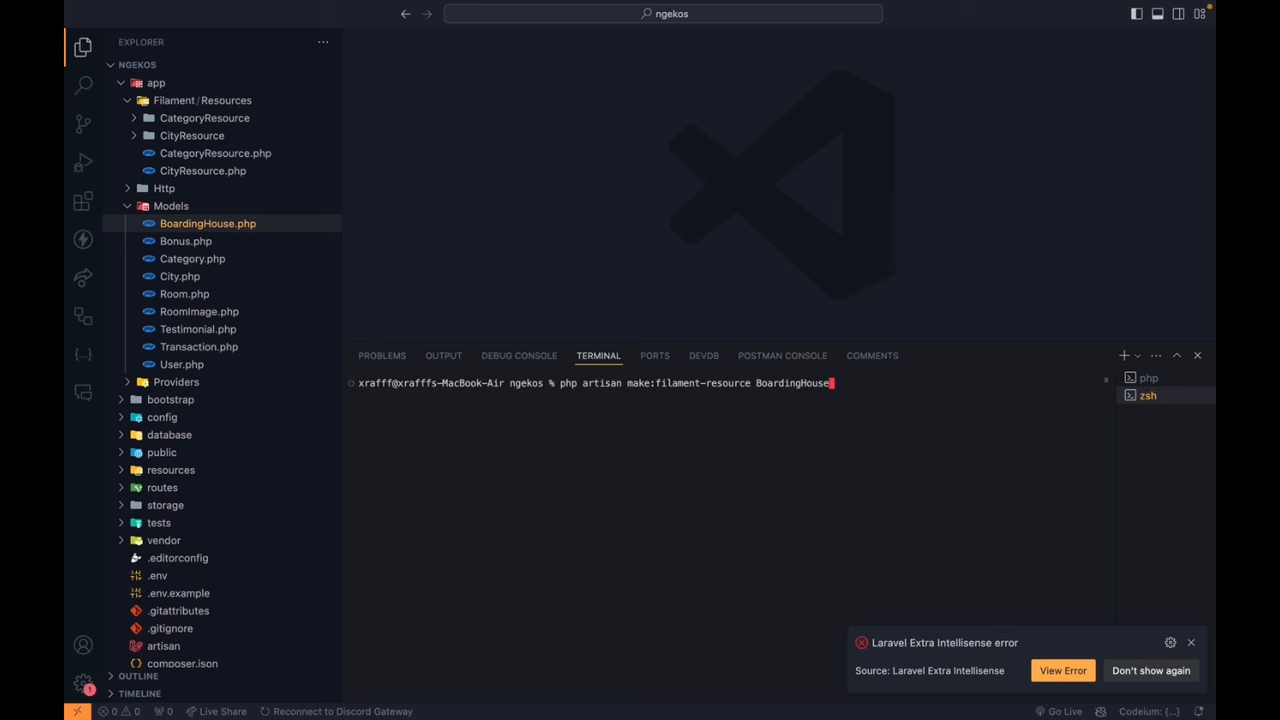 ngekos
EXPLORER
NGEKOS
app
Filament / Resources
CategoryResource
CityResource
CategoryResource.php
CityResource.php
Http
Models
BoardingHouse.php
Bonus.php
Category.php
City.php
Room.php
RoomImage.php
Testimonial.php
Transaction.php
User.php
Providers
bootstrap
config
database
public
resources
routes
storage
tests
vendor
.editorconfig
.env
.env.example
.gitattributes
.gitignore
artisan
composer.json
OUTLINE
TIMELINE
PROBLEMS OUTPUT DEBUG CONSOLE TERMINAL PORTS DEVDB POSTMAN CONSOLE COMMENTS
xrafff@xrafffs-MacBook-Air ngekos % php artisan make:filament-resource BoardingHouse
php
zsh
Laravel Extra Intellisense error
Source: Laravel Extra Intellisense View Error Don't show again
1
0 0 0 Live Share Reconnect to Discord Gateway Go Live Codeium: {...}